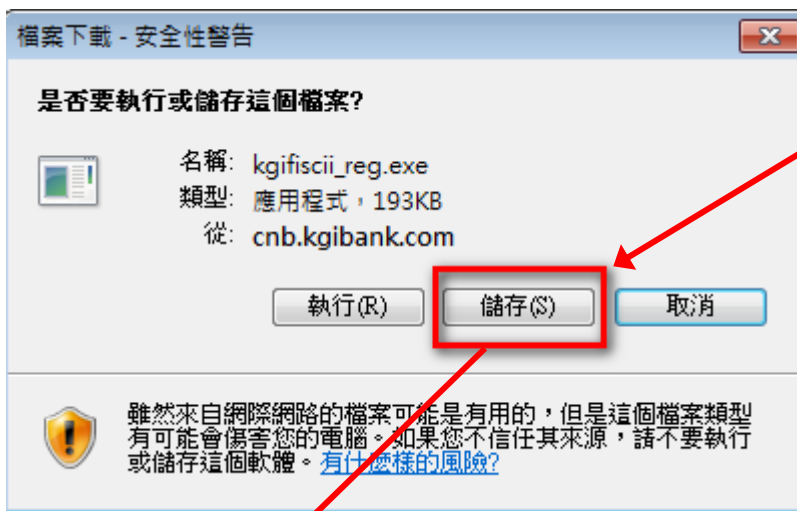 檔案下載 - 安全性警告
是否要執行或儲存這個檔案?
名稱: kgifiscii_reg.exe
類型: 應用程式，193KB
從: cnb.kgibank.com
執行(R) 儲存(S) 取消
雖然來自網際網路的檔案可能是有用的，但是這個檔案類型
有可能會傷害您的電腦。如果您不信任其來源，請不要執行
或儲存這個軟體。有什麼樣的風險?